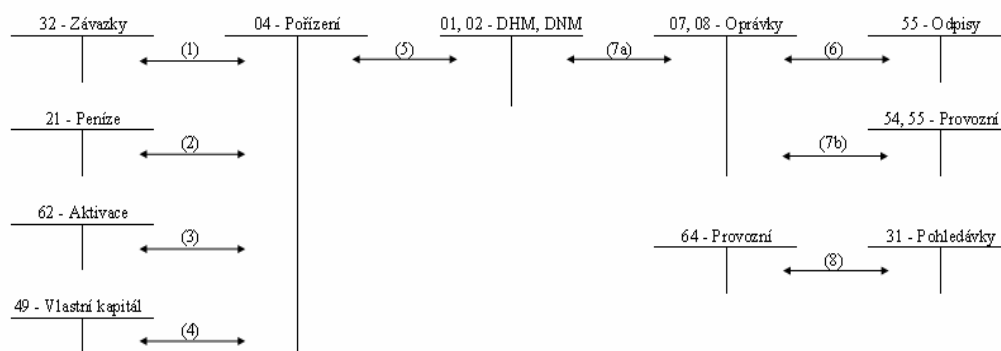 32 - Závazky
04 - Pořízení
01, 02 - DHM, DNM
07, 08 - Oprávky
55 - Odpisy
(1)
(5)
(7a)
(6)
21 - Peníze
54, 55 - Provozní
(2)
(7b)
62 - Aktivace
(3)
64 - Provozní
31 - Pohledávky
(8)
49 - Vlastní kapitál
(4)